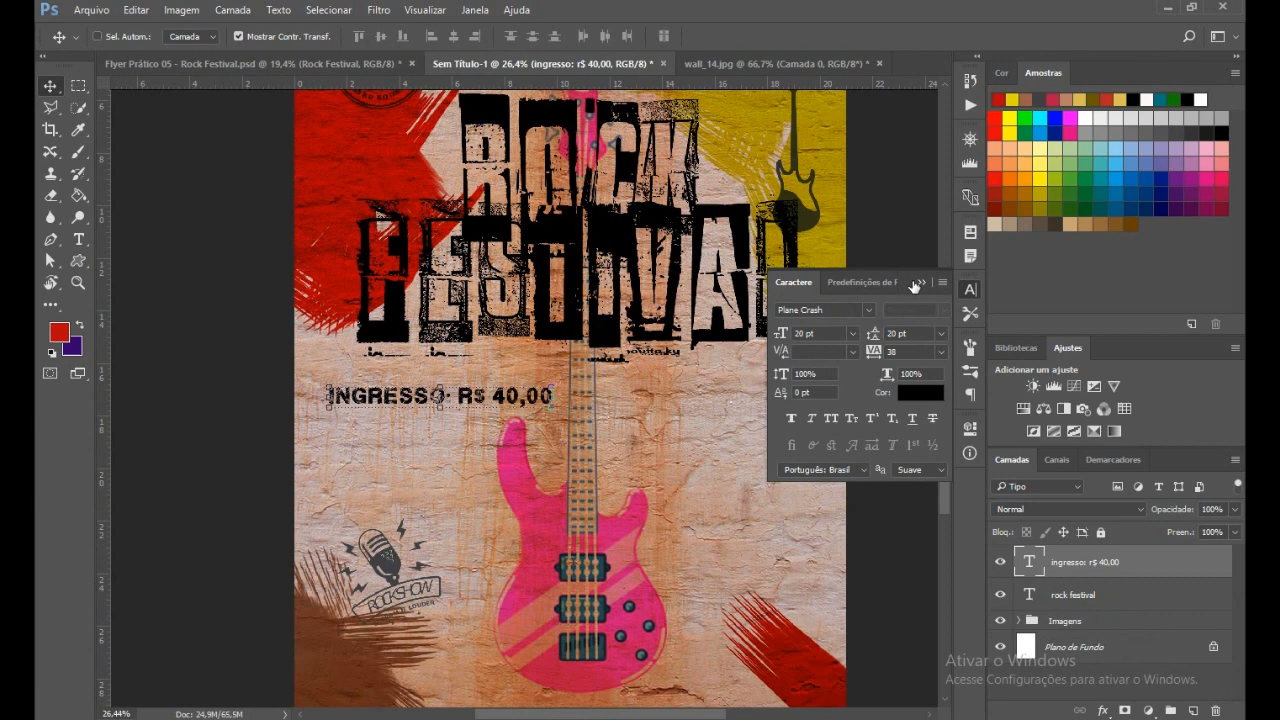 Ps Arquivo Editar Imagem Camada Texto Selecionar Filtro Visualizar Janela Ajuda
Sel. Autom.: Camada Mostrar Contr. Transf.
Flyer Prático 05 - Rock Festival.psd @ 19,4% (Rock Festival, RGB/8) * × Sem Título-1 @ 26,4% (ingresso: r$ 40,00, RGB/8) * × wall_14.jpg @ 66,7% (Camada 0, RGB/8*) * ×
Cor Amostras
ROCK
FESTIVAL
INGRESSO: R$ 40,00
ROCKSHOW
Caractere Predefinições de
Plane Crash
20 pt 20 pt
38
100% 100%
0 pt Cor:
Português: Brasil Suave
Bibliotecas Ajustes
Adicionar um ajuste
Camadas Canais Demarcadores
Tipo
Normal Opacidade: 100%
Bloq.: Preen.: 100%
ingresso: r$ 40,00
rock festival
Imagens
Plano de Fundo
Ativar o Windows
Acesse Configurações para ativar o Windows.
26,44% Doc: 24,9M/65,5M